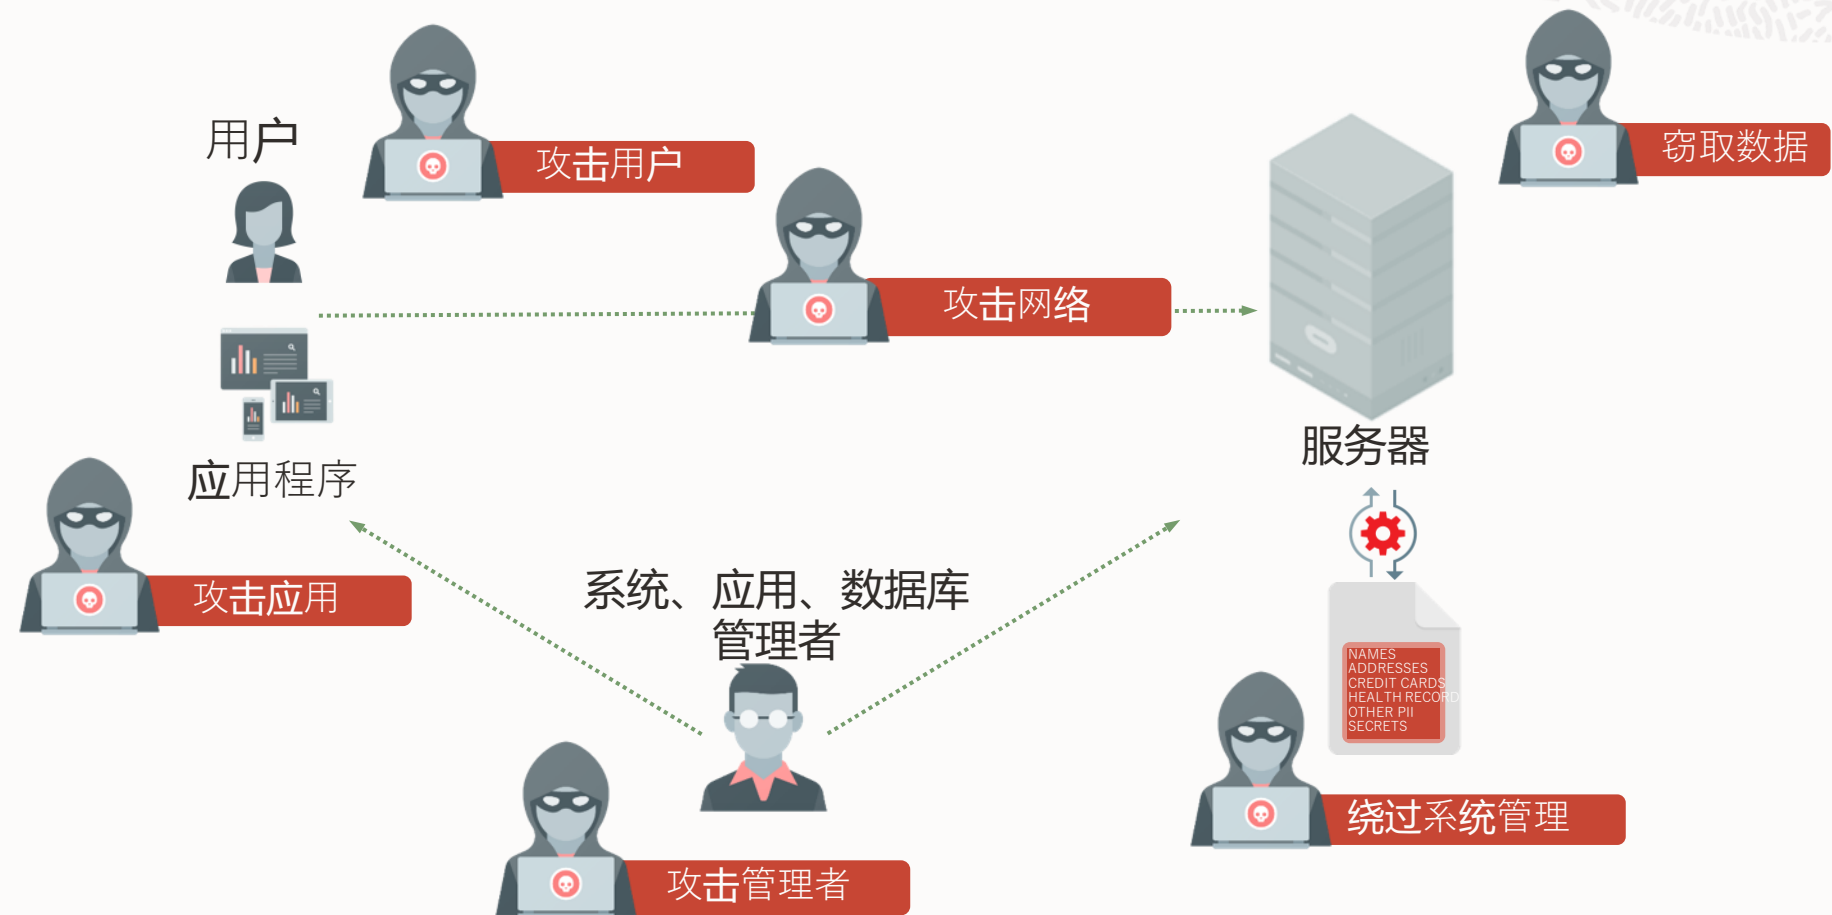 用户
攻击用户
窃取数据
攻击网络
服务器
应用程序
攻击应用
系统、应用、数据库
管理者
NAMES
ADDRESSES
CREDIT CARDS
HEALTH RECORD
OTHER PII
SECRETS
绕过系统管理
攻击管理者